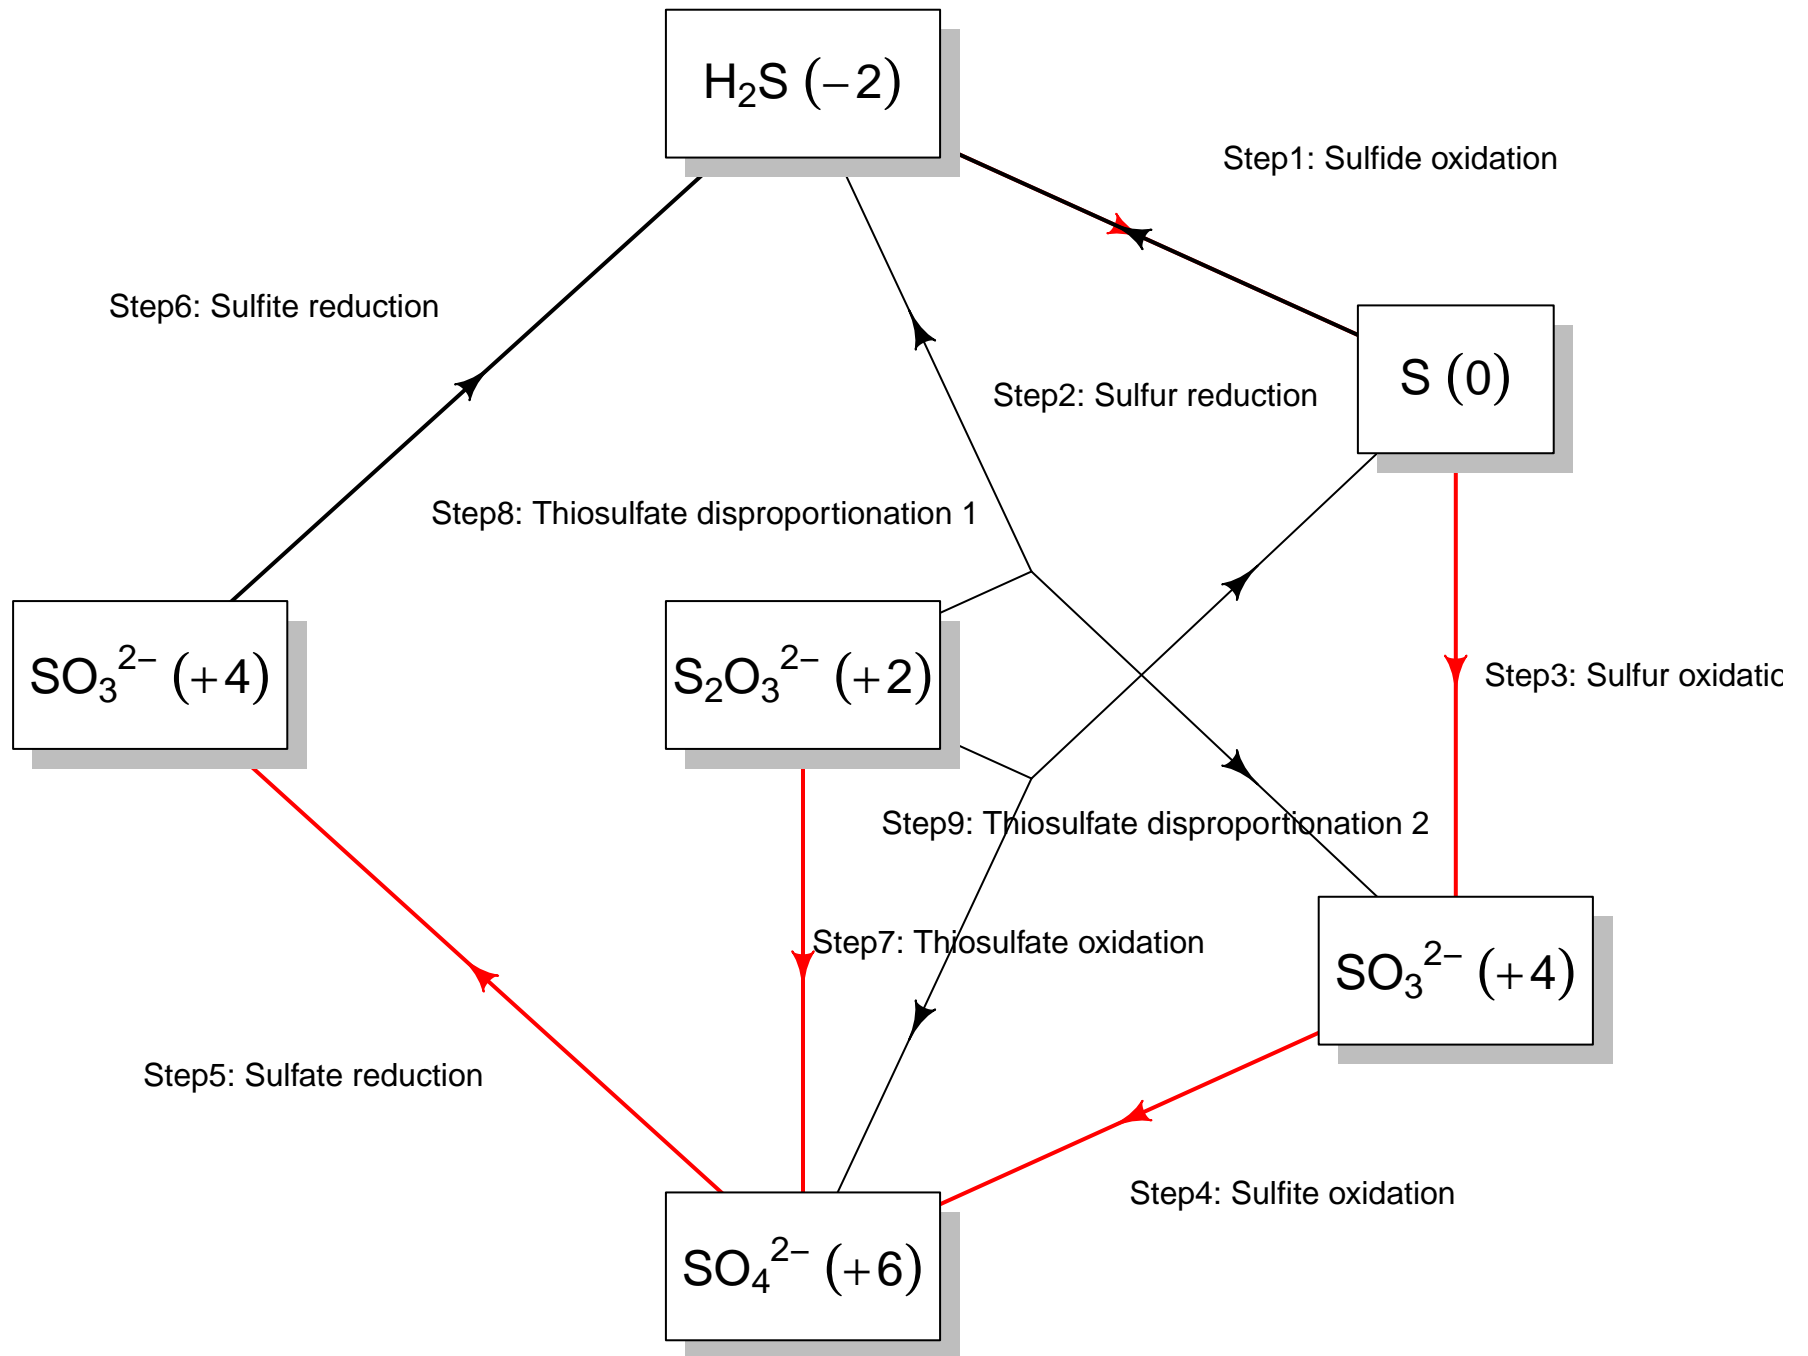 H₂S (−2)
Step1: Sulfide oxidation
Step6: Sulfite reduction
S (0)
Step2: Sulfur reduction
Step8: Thiosulfate disproportionation 1
SO₃²⁻ (+4)
S₂O₃²⁻ (+2)
Step3: Sulfur oxidatic
Step9: Thiosulfate disproportionation 2
Step7: Thiosulfate oxidation
SO₃²⁻ (+4)
Step5: Sulfate reduction
Step4: Sulfite oxidation
SO₄²⁻ (+6)